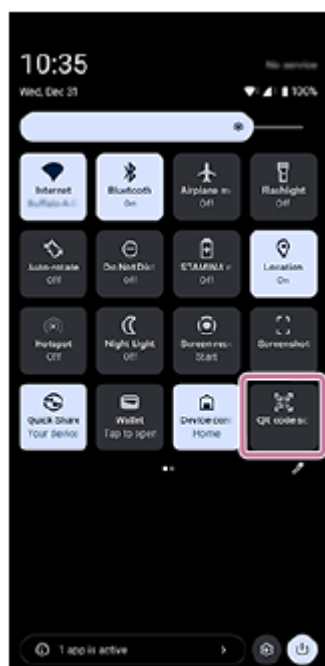 10:35
No service
Wed, Dec 31
100%
Internet
Buffalo-A-
Bluetooth
On
Airplane m
Off
Flashlight
Off
Auto-rotate
Off
Do Not Dist
Off
STAMINA m
Off
Location
On
Hotspot
Off
Night Light
Off
Screen rec
Start
Screenshot
Quick Share
Your device
Wallet
Tap to open
Device con
Home
QR code sc
1 app is active